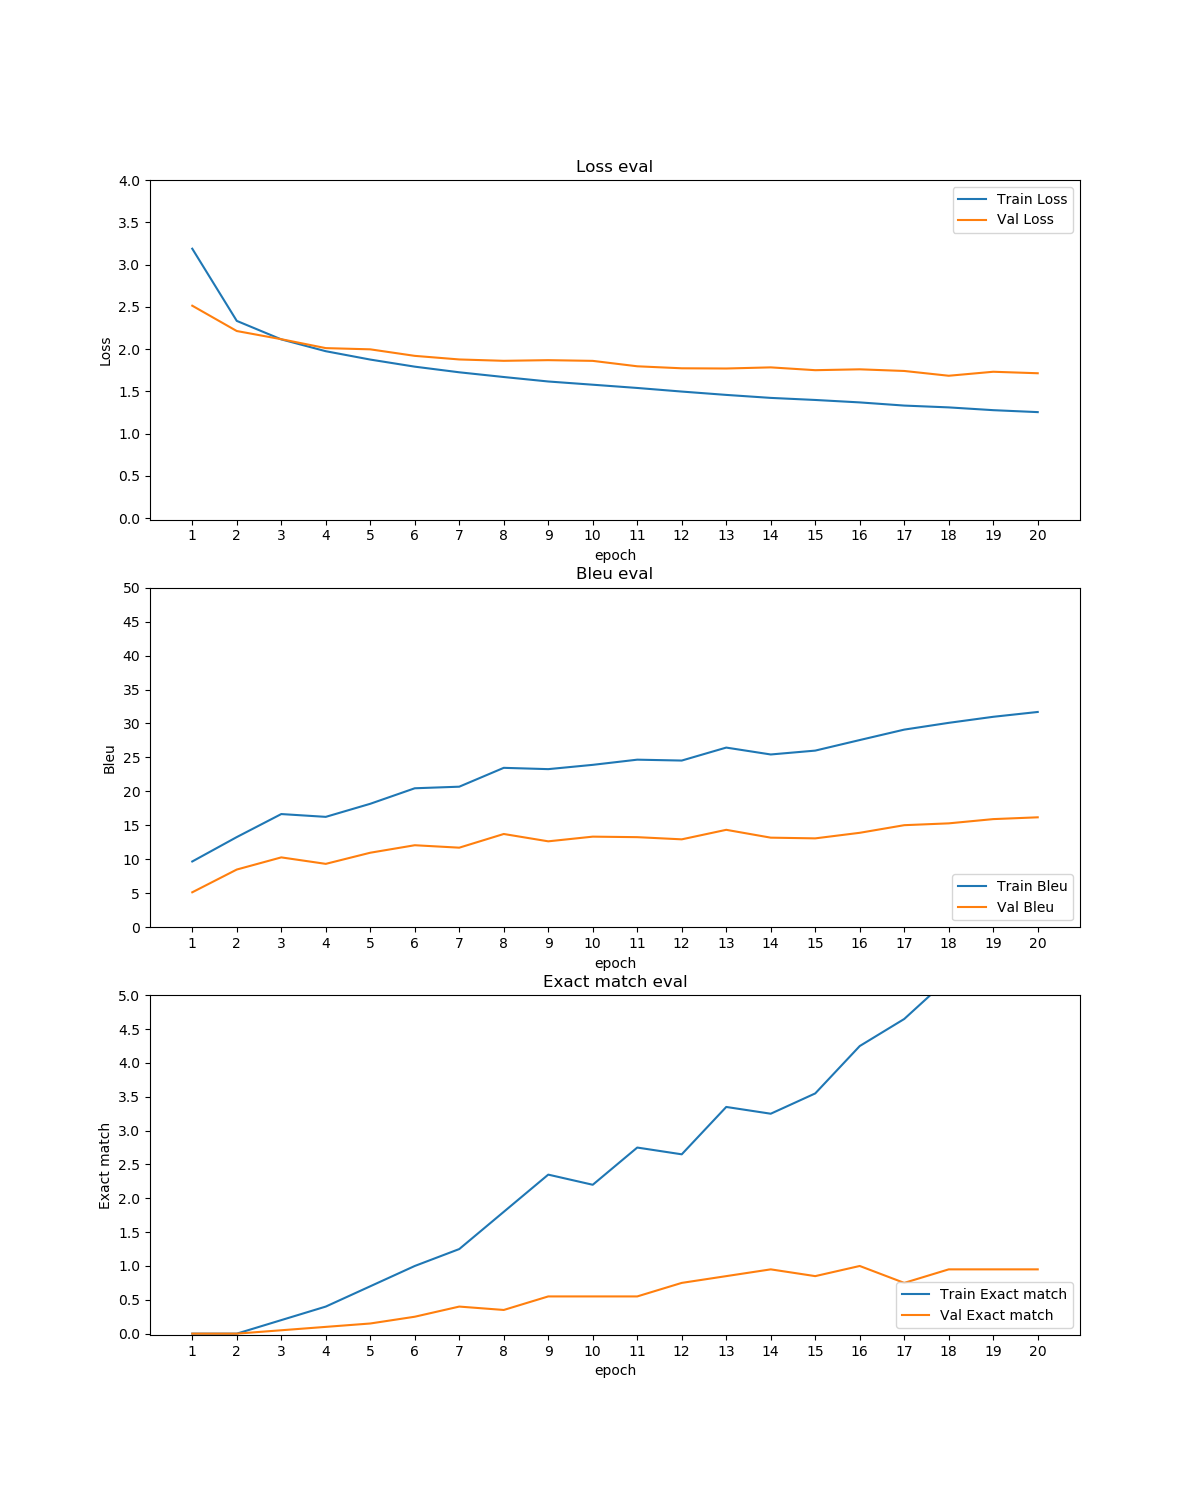 Loss eval
4.0
3.5
3.0
2.5
2.0
1.5
1.0
0.5
0.0
Loss
Train Loss
Val Loss
1 2 3 4 5 6 7 8 9 10 11 12 13 14 15 16 17 18 19 20
epoch
Bleu eval
50
45
40
35
30
25
20
15
10
5
0
Bleu
Train Bleu
Val Bleu
1 2 3 4 5 6 7 8 9 10 11 12 13 14 15 16 17 18 19 20
epoch
Exact match eval
5.0
4.5
4.0
3.5
3.0
2.5
2.0
1.5
1.0
0.5
0.0
Exact match
Train Exact match
Val Exact match
1 2 3 4 5 6 7 8 9 10 11 12 13 14 15 16 17 18 19 20
epoch